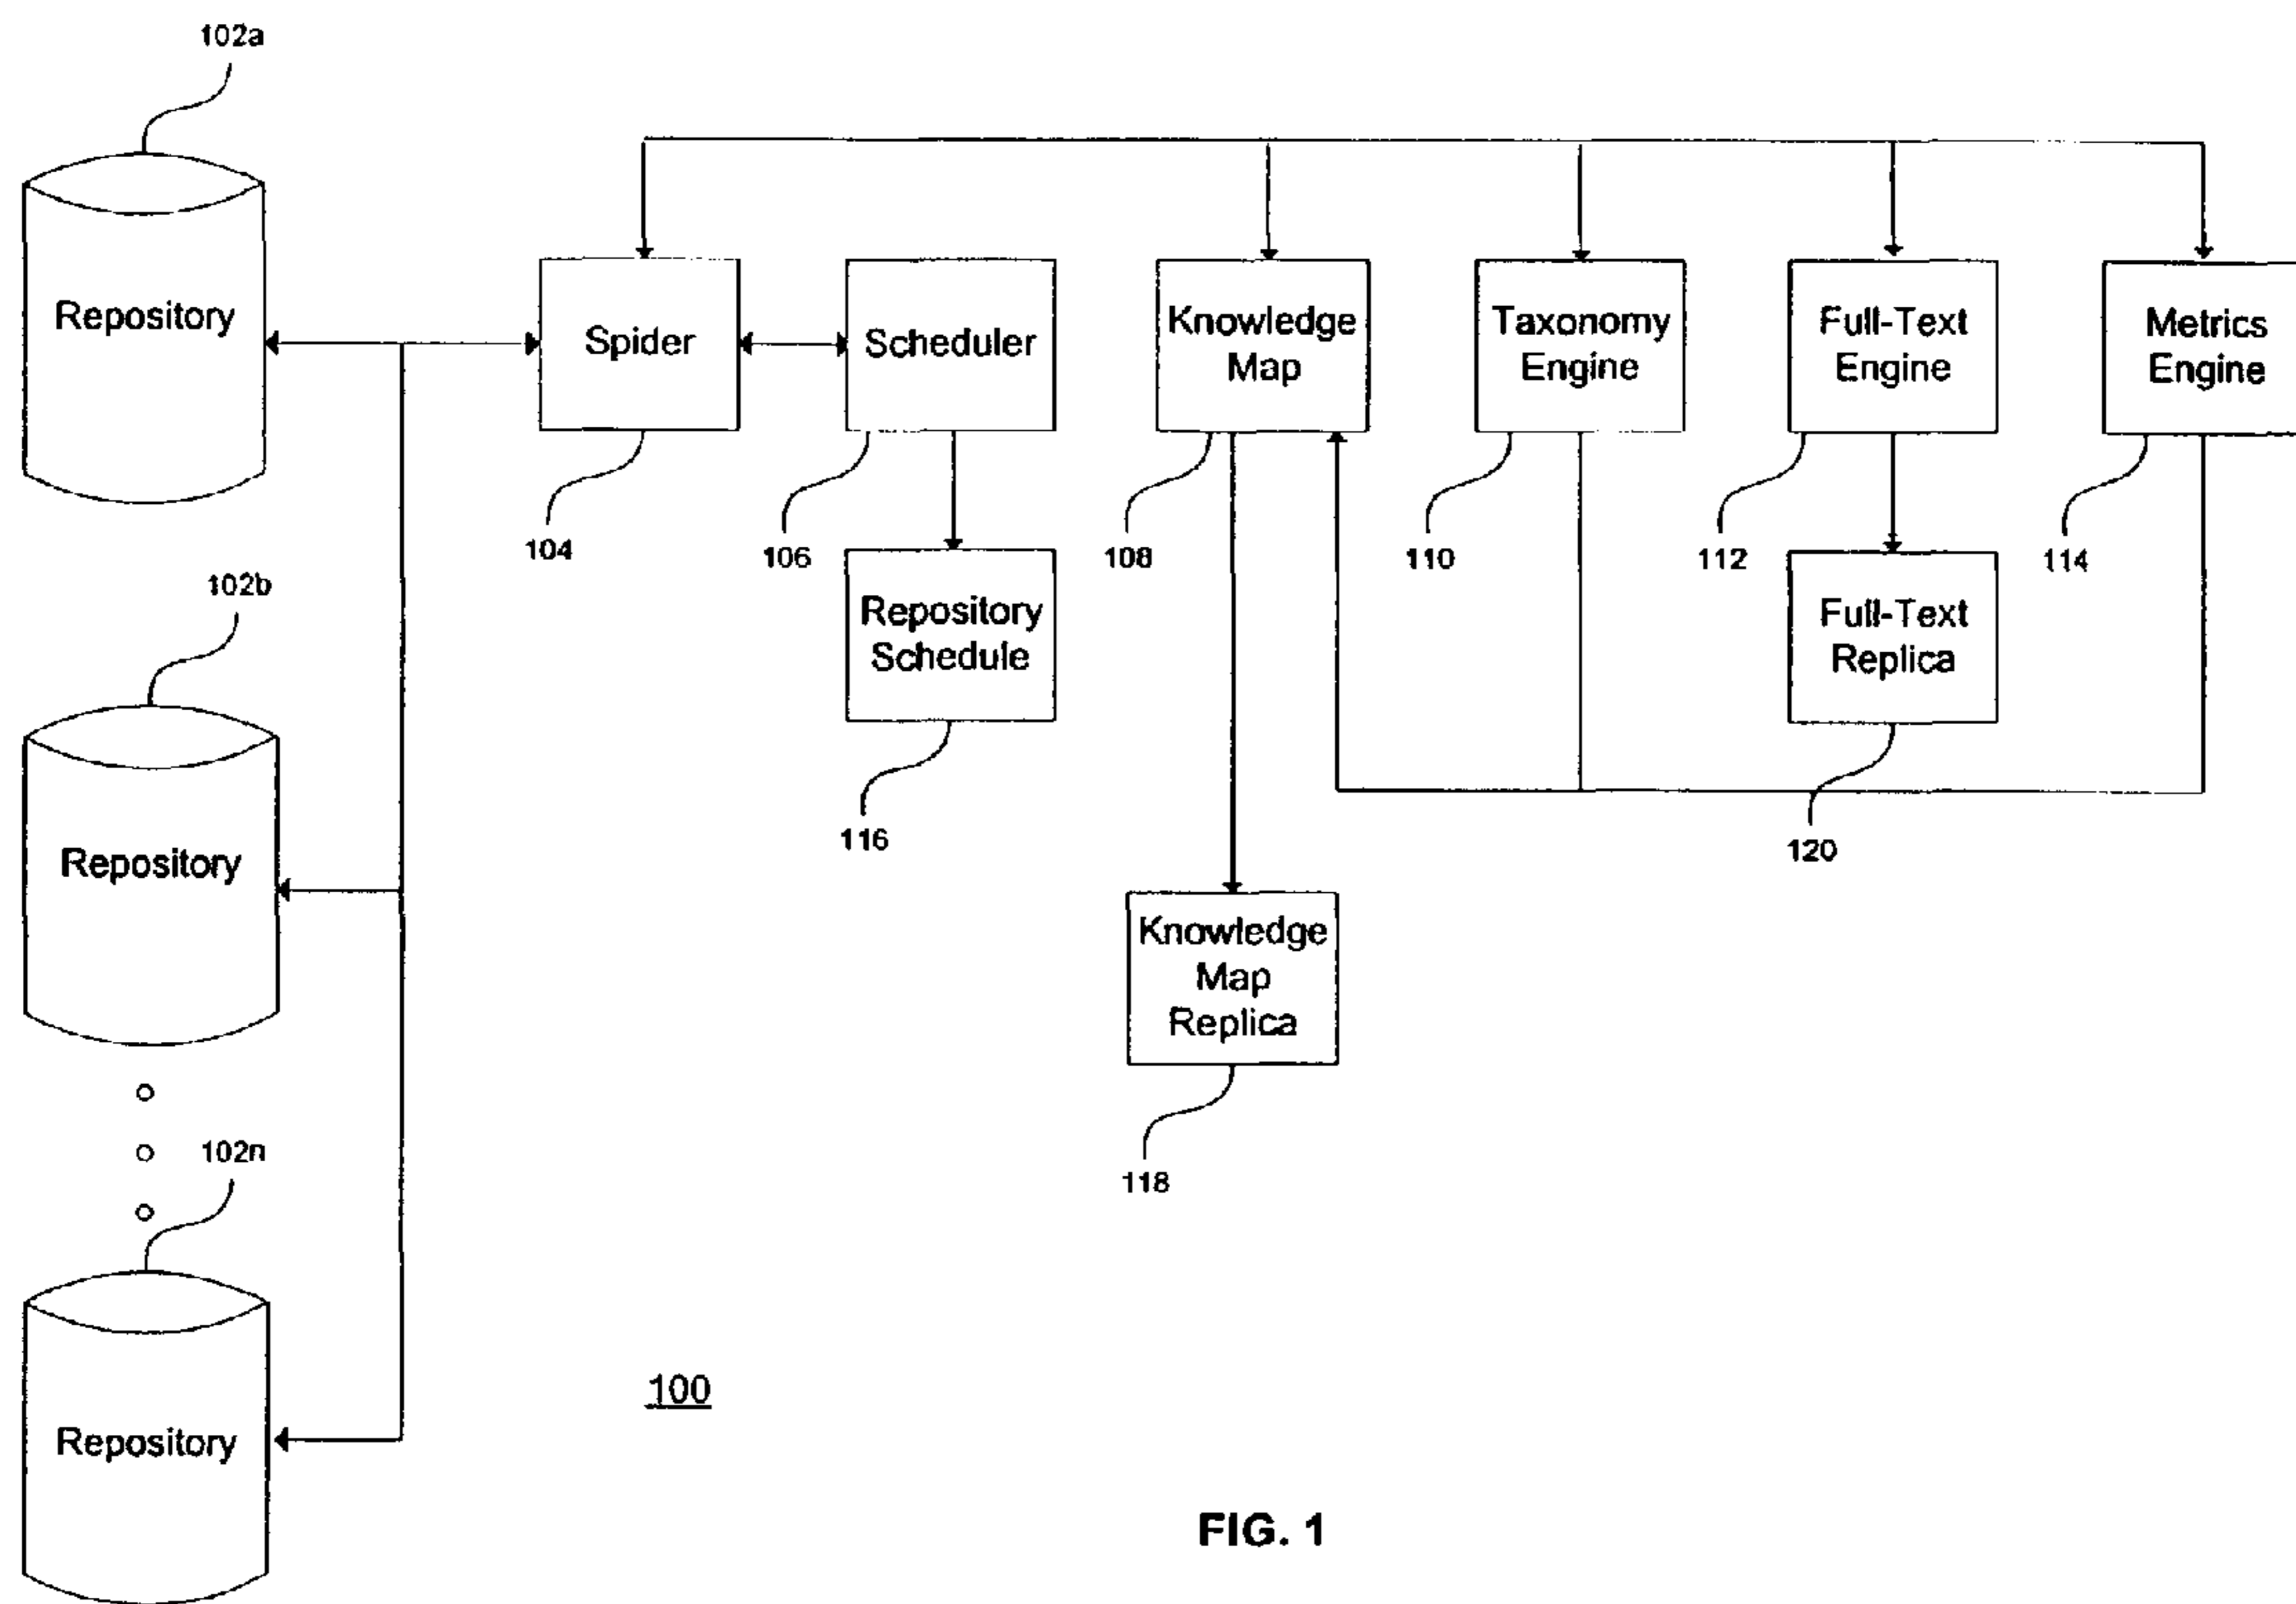 102a
Repository
Spider
Scheduler
Knowledge
Map
Taxonomy
Engine
Full-Text
Engine
Metrics
Engine
104
106
108
110
112
114
102b
Repository
Schedule
Full-Text
Replica
116
120
Repository
Knowledge
Map
Replica
118
102n
Repository
100
FIG. 1